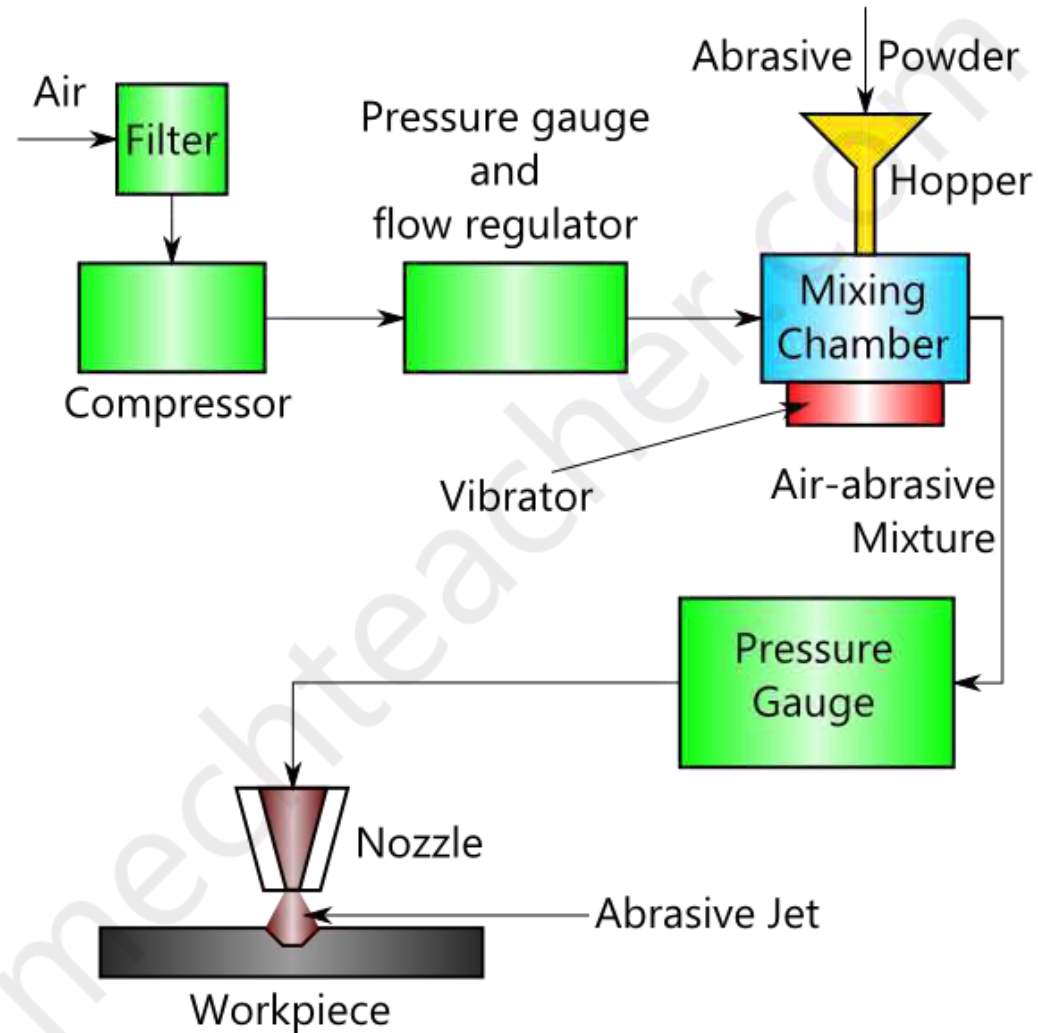 Air
Filter
Compressor
Pressure gauge
and
flow regulator
Abrasive Powder
Hopper
Mixing
Chamber
Vibrator
Air-abrasive
Mixture
Pressure
Gauge
Nozzle
Abrasive Jet
Workpiece
mechteacher.com